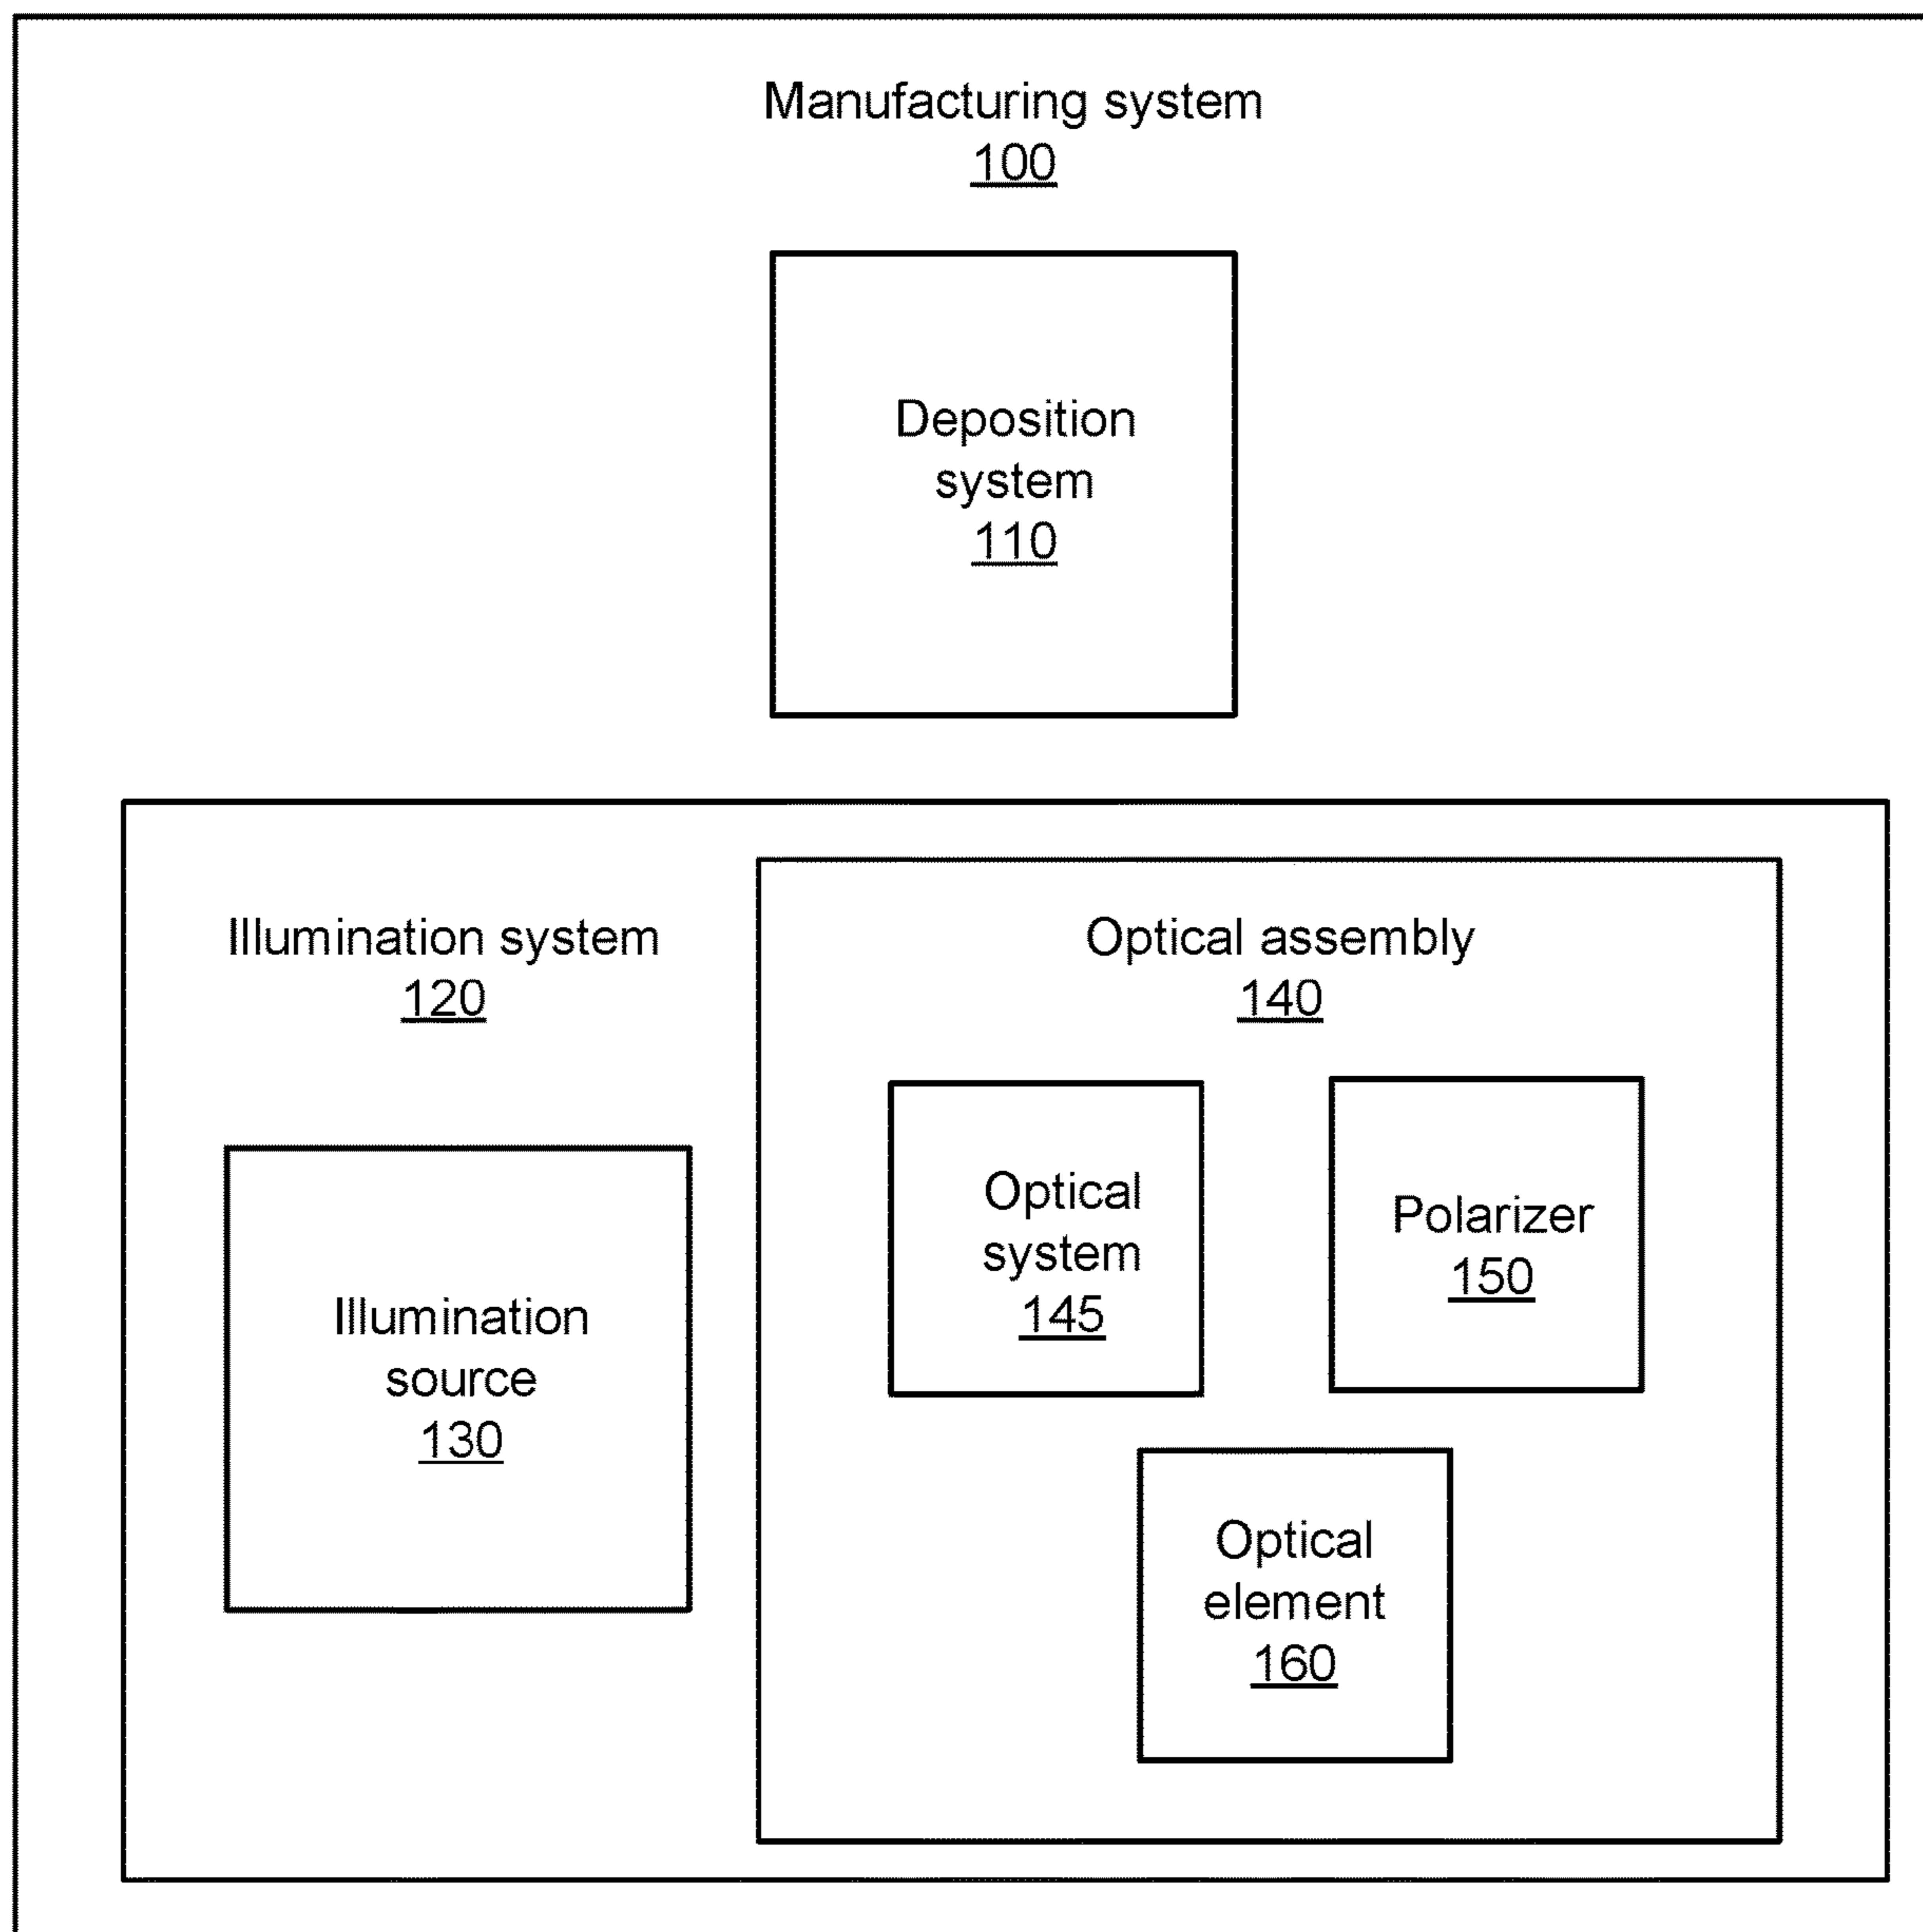 Manufacturing system
100
Deposition
system
110
Illumination system
120
Optical assembly
140
Illumination
source
130
Optical
system
145
Polarizer
150
Optical
element
160